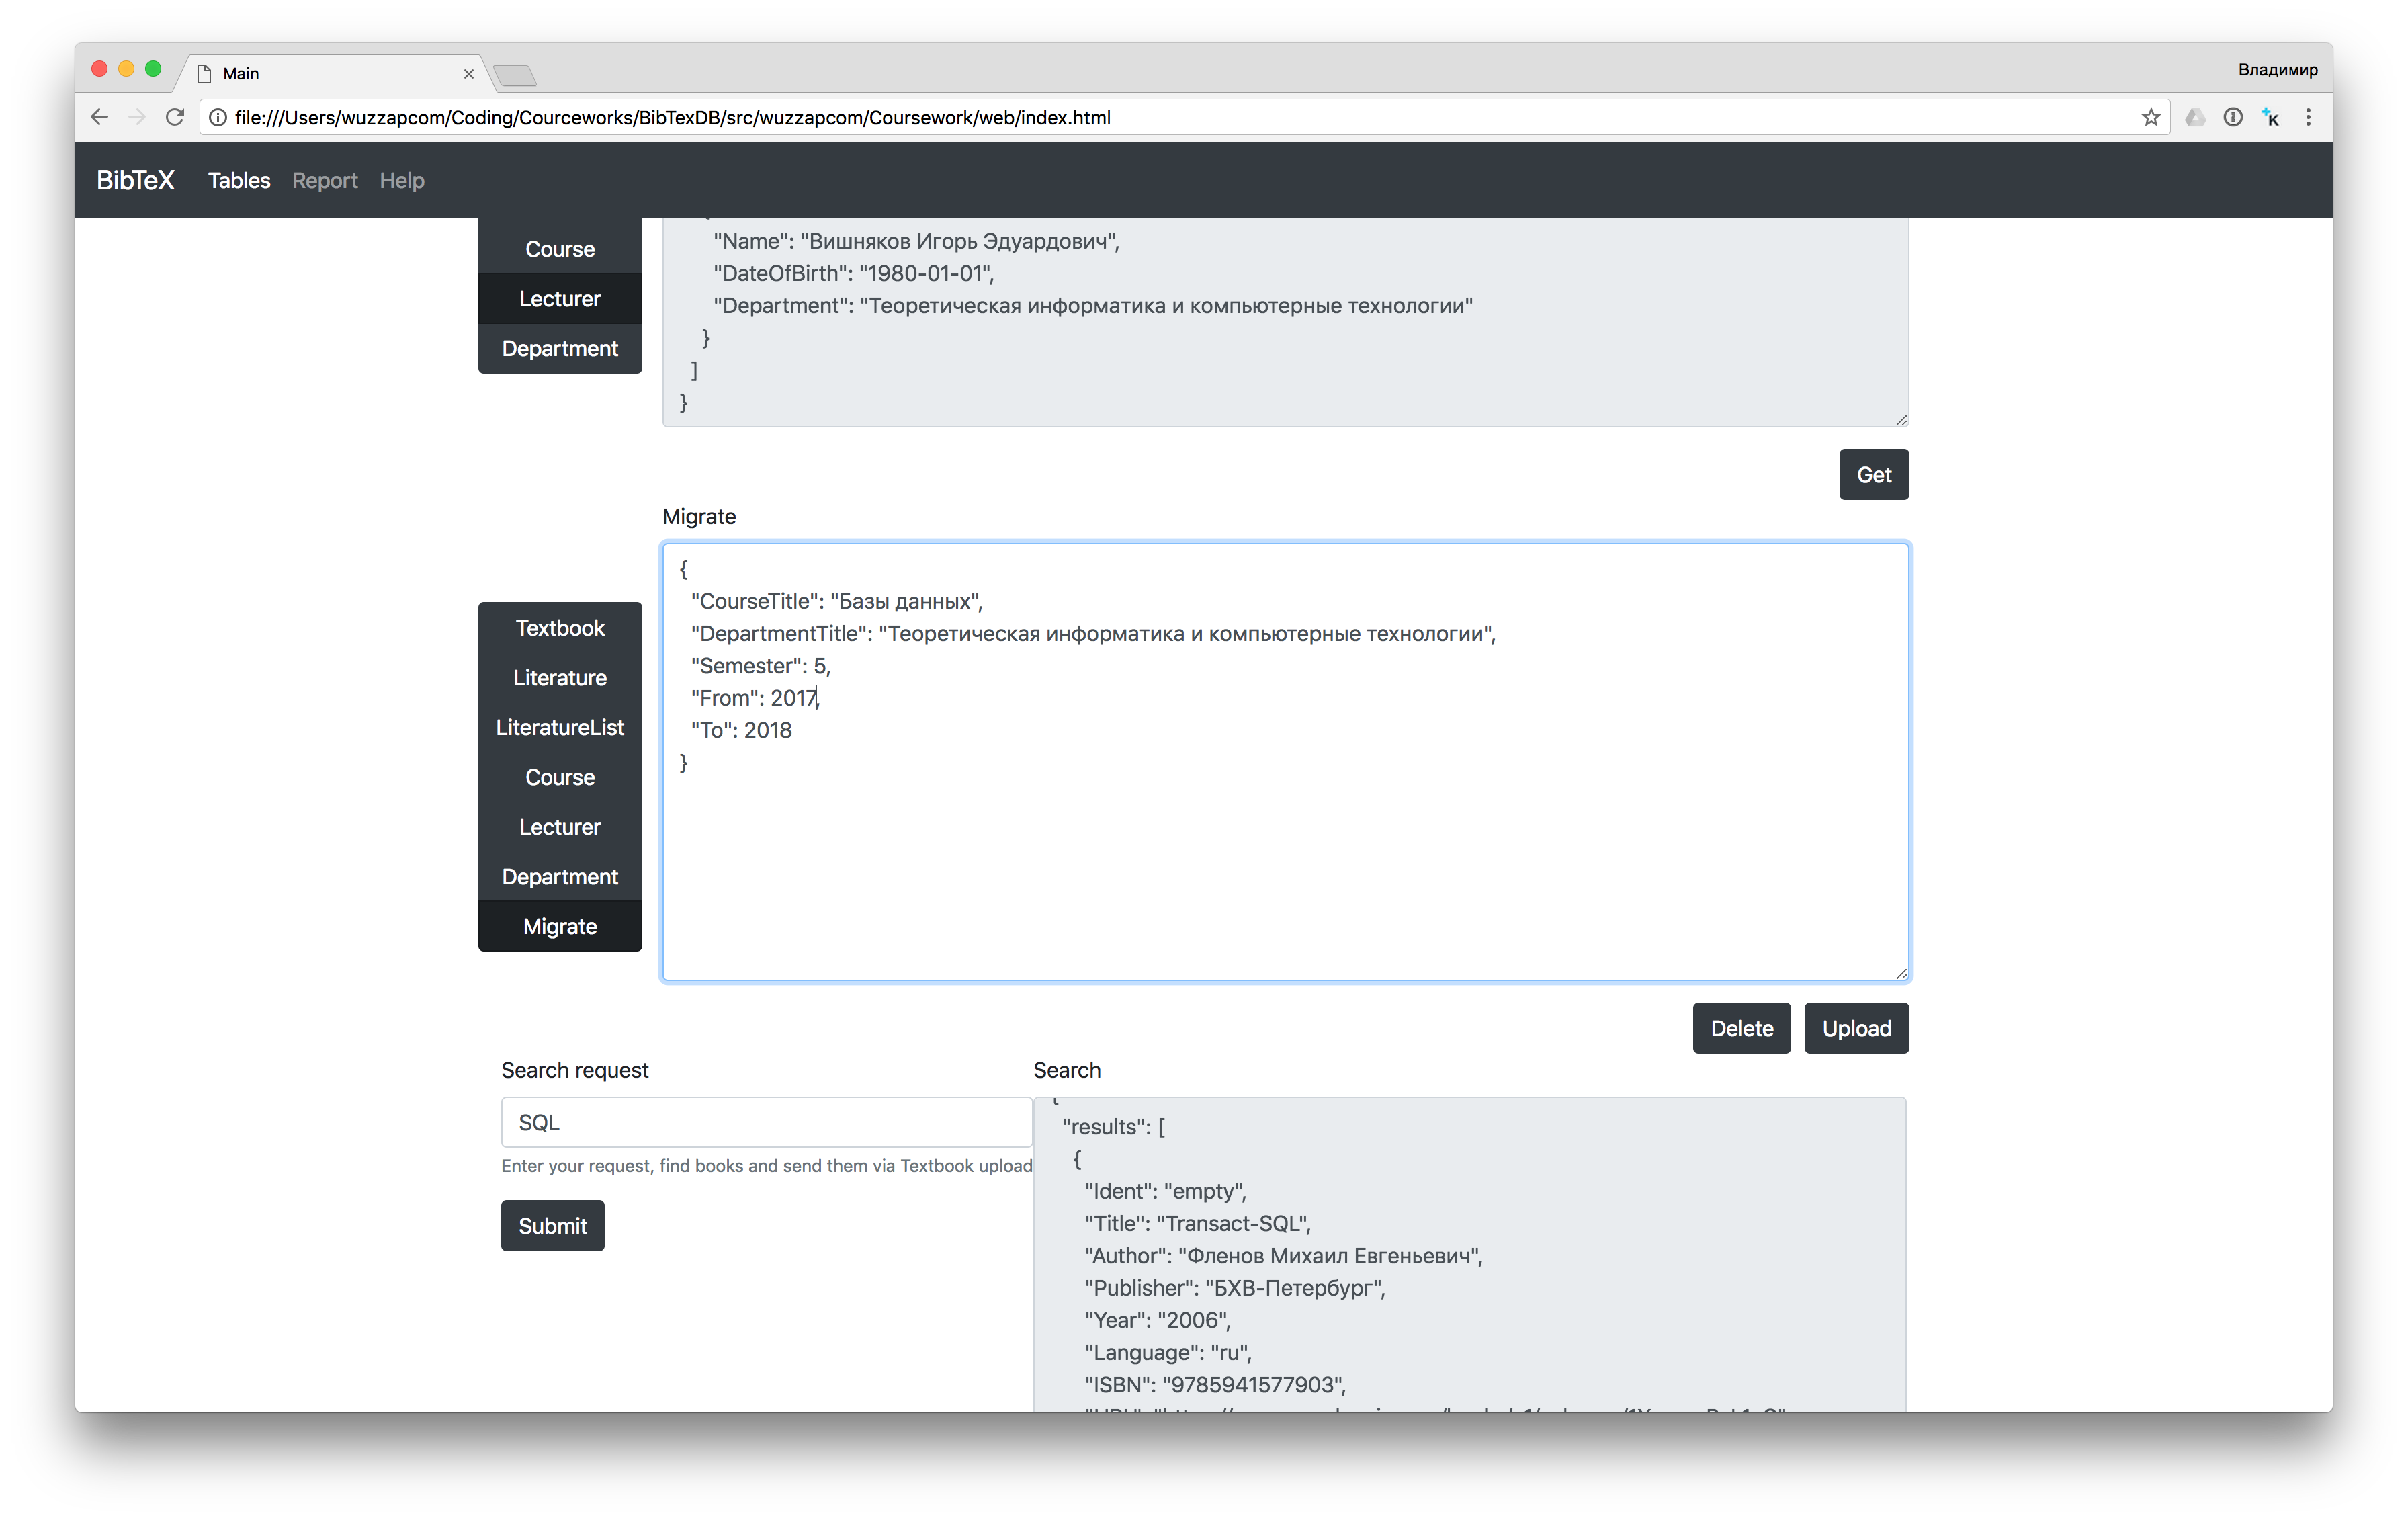 Main
Владимир
file:///Users/wuzzapcom/Coding/Courceworks/BibTexDB/src/wuzzapcom/Coursework/web/index.html
BibTeX Tables Report Help
Course
Lecturer
Department
"Name": "Вишняков Игорь Эдуардович",
"DateOfBirth": "1980-01-01",
"Department": "Теоретическая информатика и компьютерные технологии"
}
]
}
Get
Migrate
Textbook
Literature
LiteratureList
Course
Lecturer
Department
Migrate
{
"CourseTitle": "Базы данных",
"DepartmentTitle": "Теоретическая информатика и компьютерные технологии",
"Semester": 5,
"From": 2017,
"To": 2018
}
Delete Upload
Search request
SQL
Enter your request, find books and send them via Textbook upload
Submit
Search
{
"results": [
{
"Ident": "empty",
"Title": "Transact-SQL",
"Author": "Фленов Михаил Евгеньевич",
"Publisher": "БХВ-Петербург",
"Year": "2006",
"Language": "ru",
"ISBN": "9785941577903",